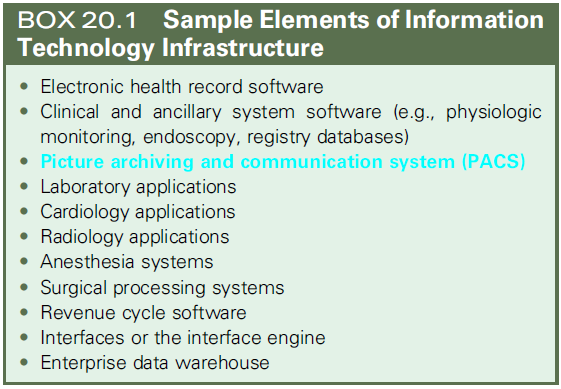 BOX 20.1 Sample Elements of Information
Technology Infrastructure
• Electronic health record software
• Clinical and ancillary system software (e.g., physiologic
monitoring, endoscopy, registry databases)
• Picture archiving and communication system (PACS)
• Laboratory applications
• Cardiology applications
• Radiology applications
• Anesthesia systems
• Surgical processing systems
• Revenue cycle software
• Interfaces or the interface engine
• Enterprise data warehouse